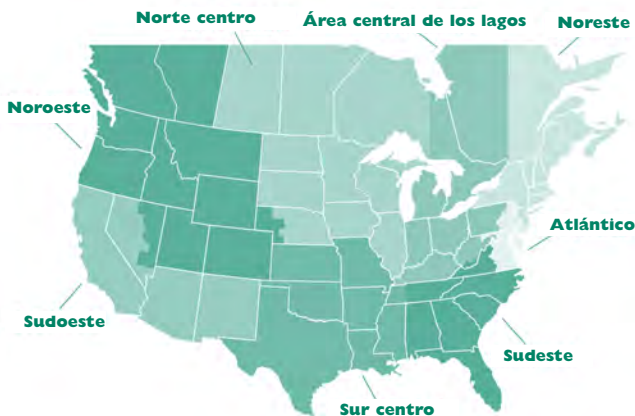 Norte centro
Área central de los lagos
Noreste
Noroeste
Atlántico
Sudoeste
Sudeste
Sur centro